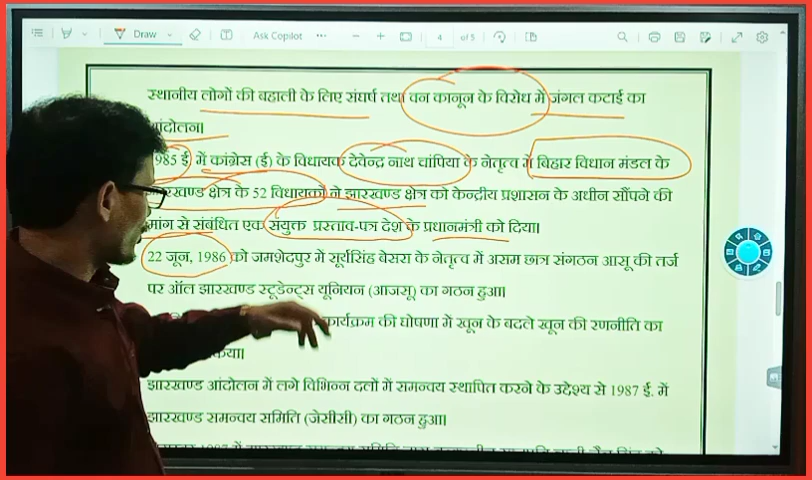 Draw
Ask Copilot
4 of 5
स्थानीय लोगों की बहाली के लिए संघर्ष तथा वन कानून के विरोध में जंगल कटाई का
आंदोलन।
1985 ई में कांग्रेस (ई) के विधायक देवेन्द्र नाथ चांपिया के नेतृत्व में बिहार विधान मंडल के
झारखण्ड क्षेत्र के 52 विधायकों ने झारखण्ड क्षेत्र को केन्द्रीय प्रशासन के अधीन सौंपने की
मांग से संबंधित एक संयुक्त प्रस्ताव-पत्र देश के प्रधानमंत्री को दिया।
22 जून, 1986 को जमशेदपुर में सूर्यसिंह बेसरा के नेतृत्व में असम छात्र संगठन आसू की तर्ज
पर ऑल झारखण्ड स्टूडेन्ट्स यूनियन (आजसू) का गठन हुआ।
कार्यक्रम की घोषणा में खून के बदले खून की रणनीति का
झारखण्ड आंदोलन में लगे विभिन्न दलों में समन्वय स्थापित करने के उद्देश्य से 1987 ई. में
झारखण्ड समन्वय समिति (जेसीसी) का गठन हुआ।